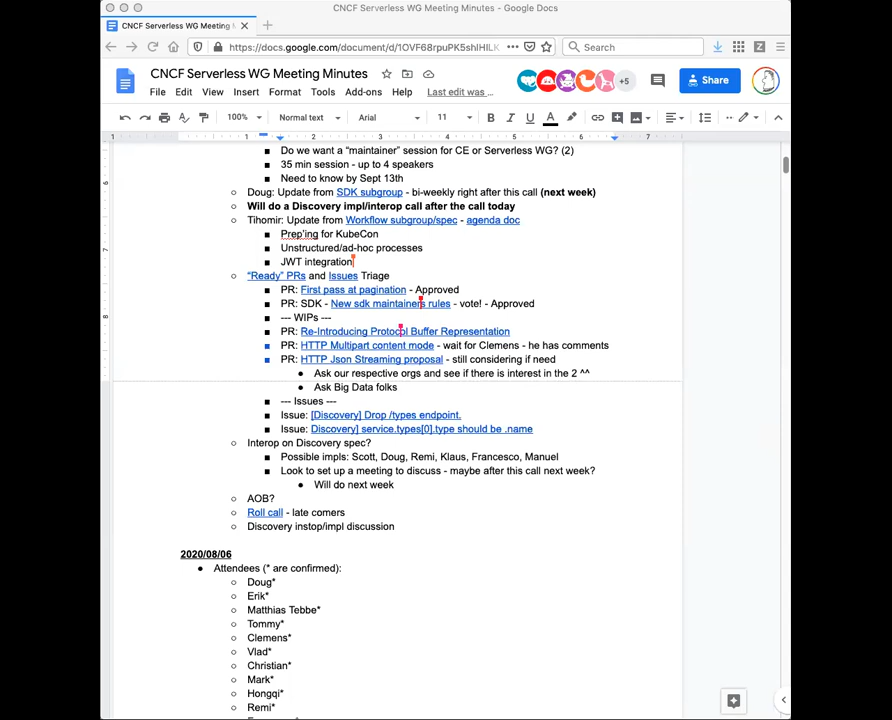 CNCF Serverless WG Meeting Minutes - Google Docs
CNCF Serverless WG Meeting M
https://docs.google.com/document/d/1OVF68rpuPK5shlHlLK
Search
CNCF Serverless WG Meeting Minutes
File Edit View Insert Format Tools Add-ons Help Last edit was ...
+5
Share
100% Normal text Arial 11
B I U A
1 1 2 3 4 5 6 7
Do we want a “maintainer” session for CE or Serverless WG? (2)
35 min session - up to 4 speakers
Need to know by Sept 13th
Doug: Update from SDK subgroup - bi-weekly right after this call (next week)
Will do a Discovery impl/interop call after the call today
Tihomir: Update from Workflow subgroup/spec - agenda doc
Prep'ing for KubeCon
Unstructured/ad-hoc processes
JWT integration
“Ready” PRs and Issues Triage
PR: First pass at pagination - Approved
PR: SDK - New sdk maintainers rules - vote! - Approved
--- WIPs ---
PR: Re-Introducing Protocol Buffer Representation
PR: HTTP Multipart content mode - wait for Clemens - he has comments
PR: HTTP Json Streaming proposal - still considering if need
Ask our respective orgs and see if there is interest in the 2 ^^
Ask Big Data folks
--- Issues ---
Issue: [Discovery] Drop /types endpoint.
Issue: Discovery] service.types[0].type should be .name
Interop on Discovery spec?
Possible impls: Scott, Doug, Remi, Klaus, Francesco, Manuel
Look to set up a meeting to discuss - maybe after this call next week?
Will do next week
AOB?
Roll call - late comers
Discovery instop/impl discussion
2020/08/06
Attendees (* are confirmed):
Doug*
Erik*
Matthias Tebbe*
Tommy*
Clemens*
Vlad*
Christian*
Mark*
Hongqi*
Remi*